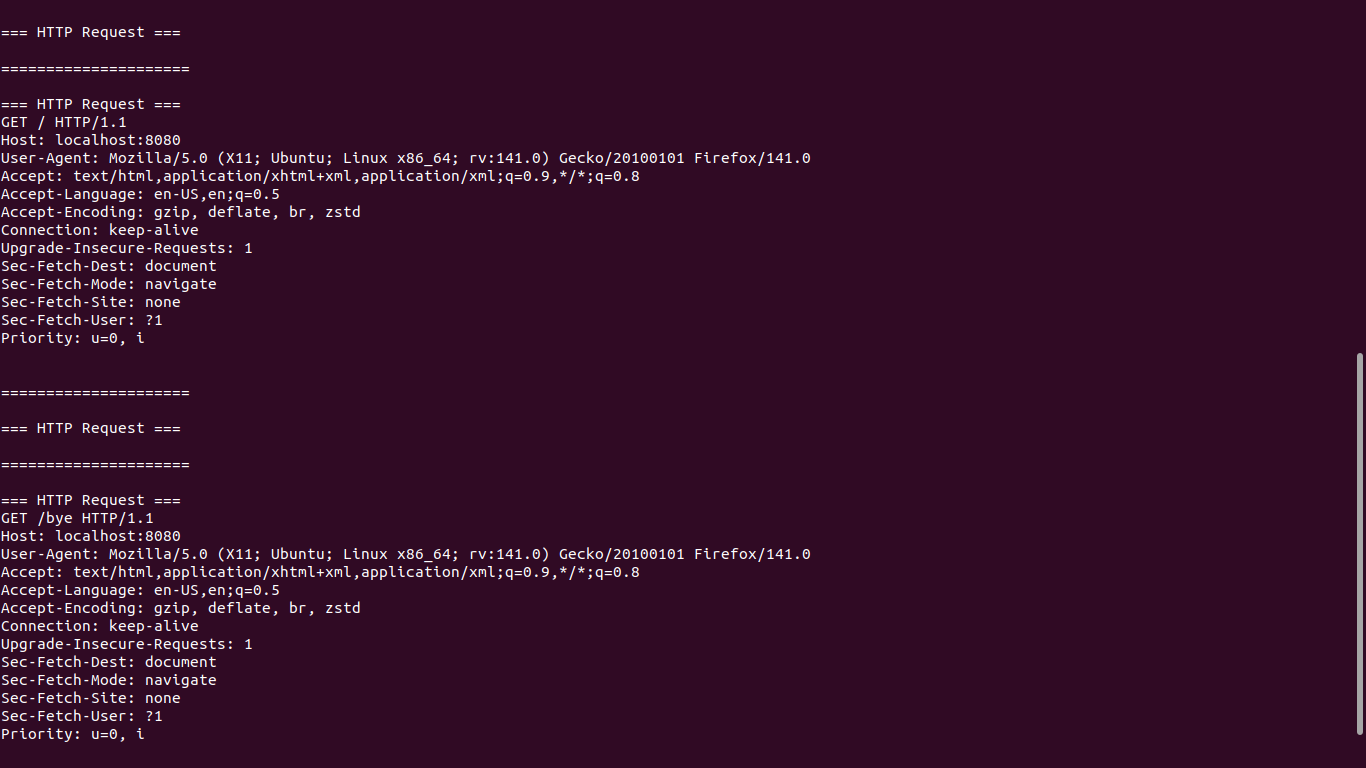 === HTTP Request ===
=====================
=== HTTP Request ===
GET / HTTP/1.1
Host: localhost:8080
User-Agent: Mozilla/5.0 (X11; Ubuntu; Linux x86_64; rv:141.0) Gecko/20100101 Firefox/141.0
Accept: text/html,application/xhtml+xml,application/xml;q=0.9,*/*;q=0.8
Accept-Language: en-US,en;q=0.5
Accept-Encoding: gzip, deflate, br, zstd
Connection: keep-alive
Upgrade-Insecure-Requests: 1
Sec-Fetch-Dest: document
Sec-Fetch-Mode: navigate
Sec-Fetch-Site: none
Sec-Fetch-User: ?1
Priority: u=0, i
=====================
=== HTTP Request ===
=====================
=== HTTP Request ===
GET /bye HTTP/1.1
Host: localhost:8080
User-Agent: Mozilla/5.0 (X11; Ubuntu; Linux x86_64; rv:141.0) Gecko/20100101 Firefox/141.0
Accept: text/html,application/xhtml+xml,application/xml;q=0.9,*/*;q=0.8
Accept-Language: en-US,en;q=0.5
Accept-Encoding: gzip, deflate, br, zstd
Connection: keep-alive
Upgrade-Insecure-Requests: 1
Sec-Fetch-Dest: document
Sec-Fetch-Mode: navigate
Sec-Fetch-Site: none
Sec-Fetch-User: ?1
Priority: u=0, i